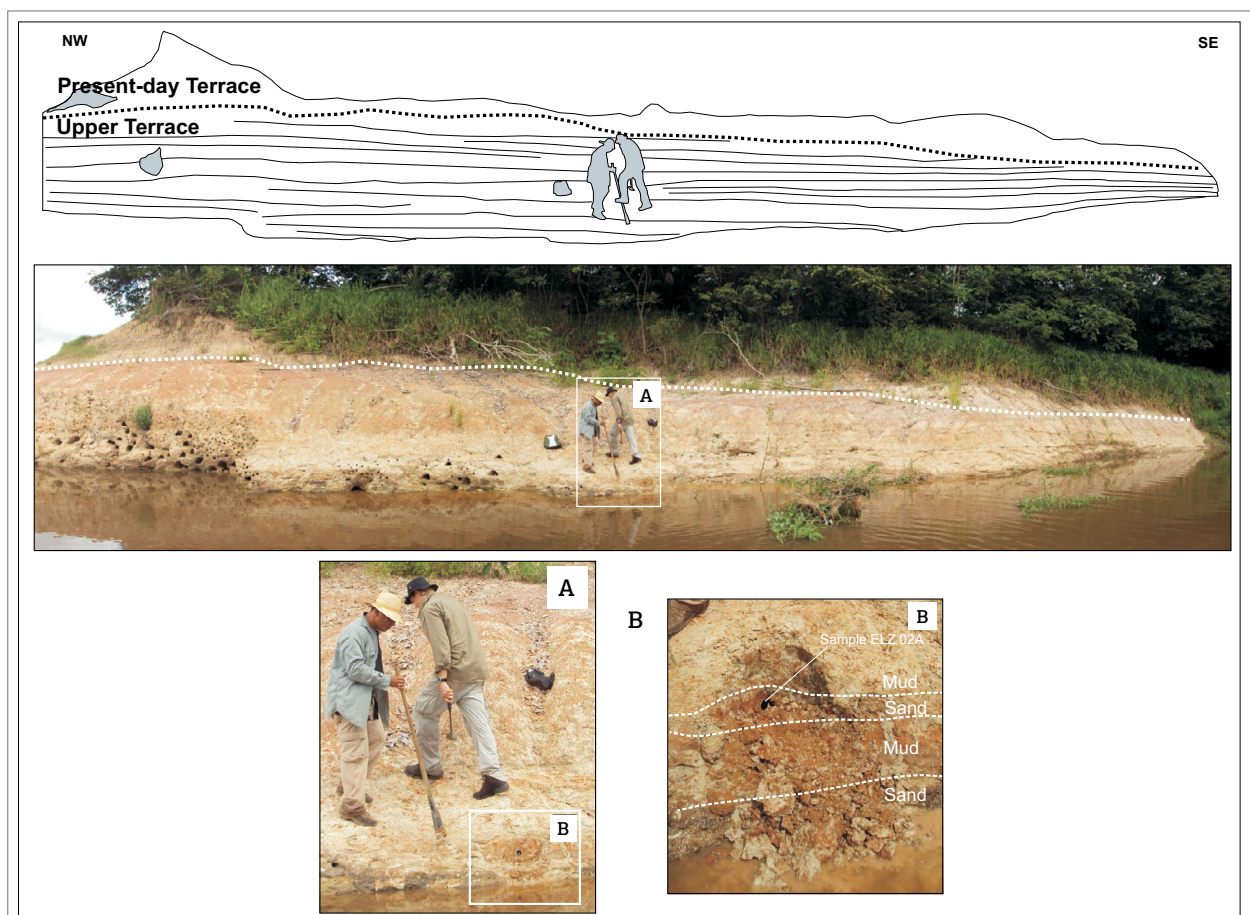 NW
SE
Present-day Terrace
Upper Terrace
A
A
B
B
B
Sample ELZ 02A
Mud
Sand
Mud
Sand